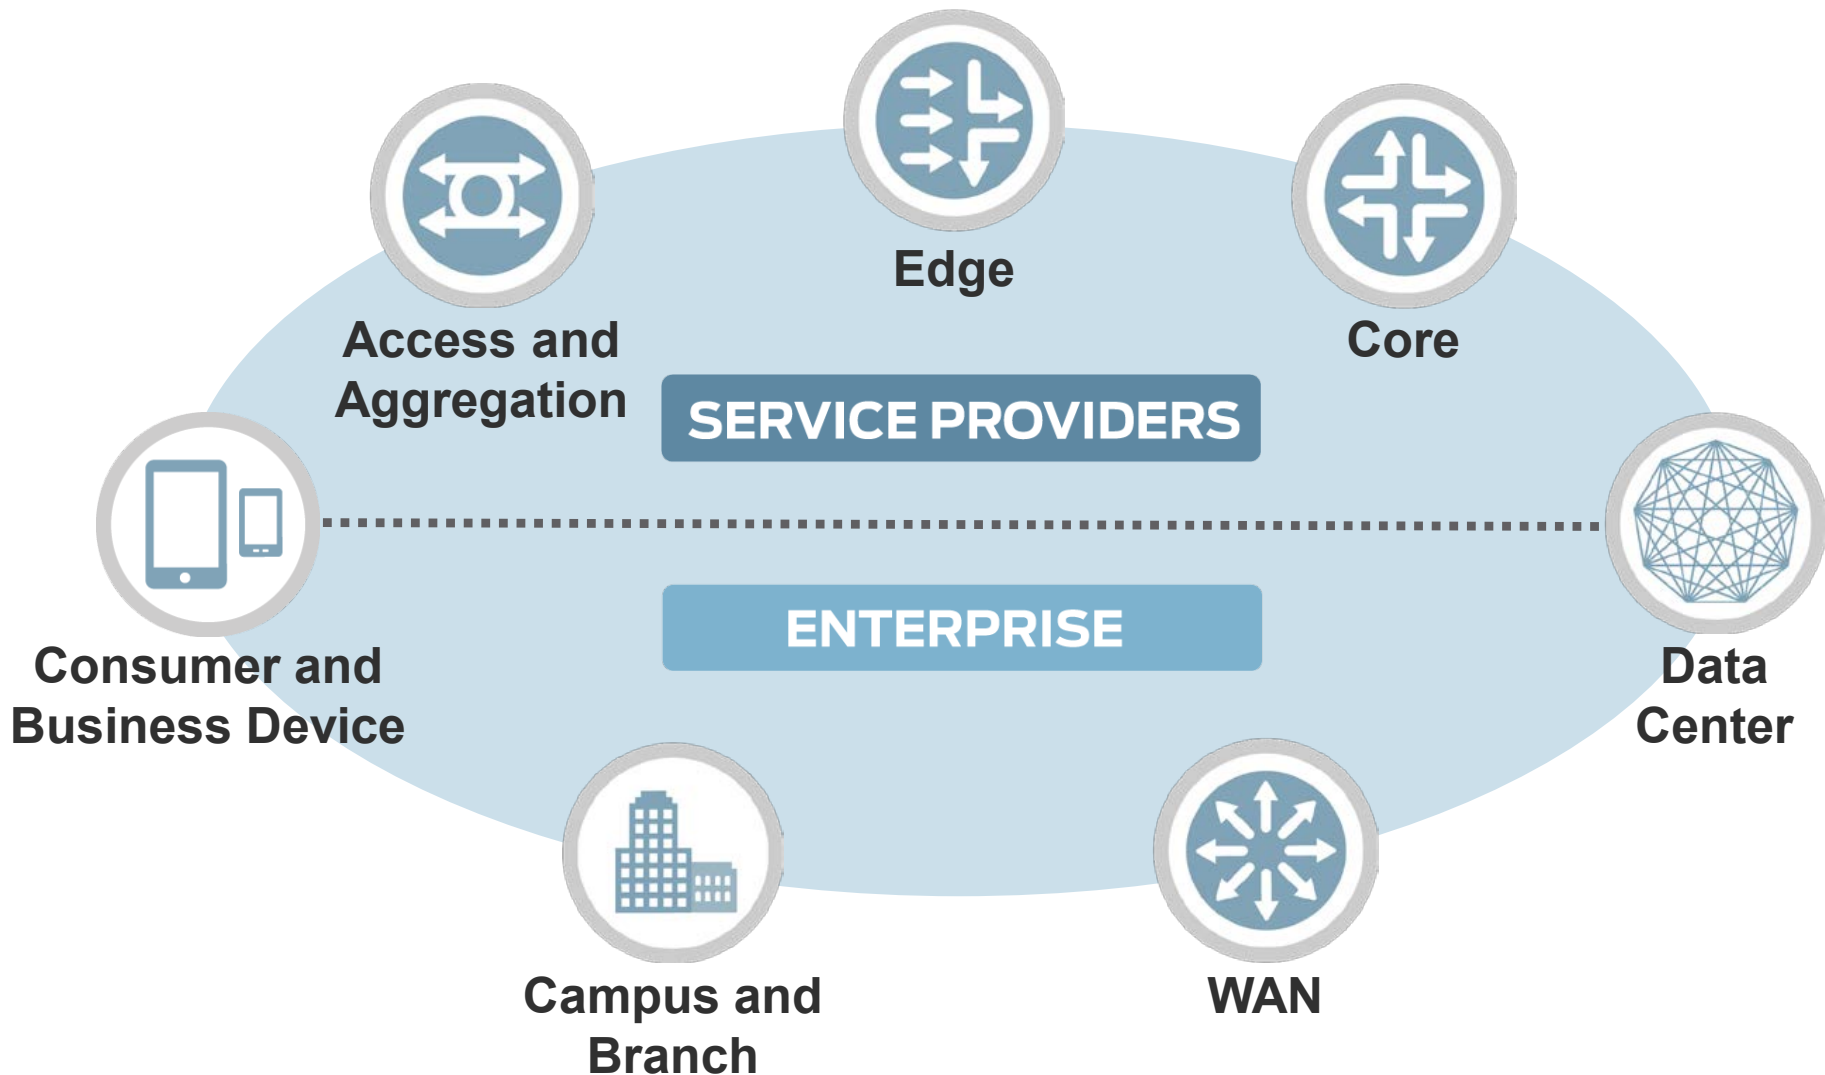 Edge
Access and
Aggregation
Core
SERVICE PROVIDERS
ENTERPRISE
Consumer and
Business Device
Data
Center
Campus and
Branch
WAN